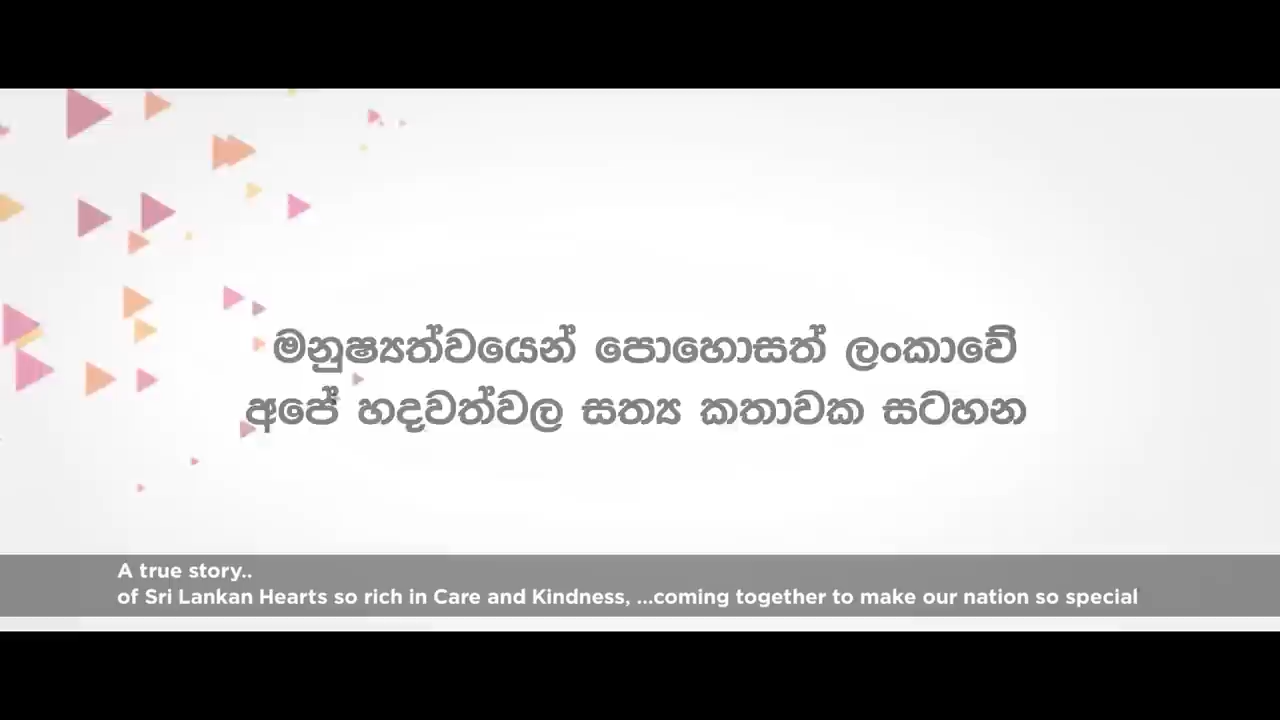 මනුෂ්‍යත්වයෙන් පොහොසත් ලංකාවේ
අපේ හදවත්වල සත්‍ය කතාවක සටහන
A true story..
of Sri Lankan Hearts so rich in Care and Kindness, ...coming together to make our nation so special